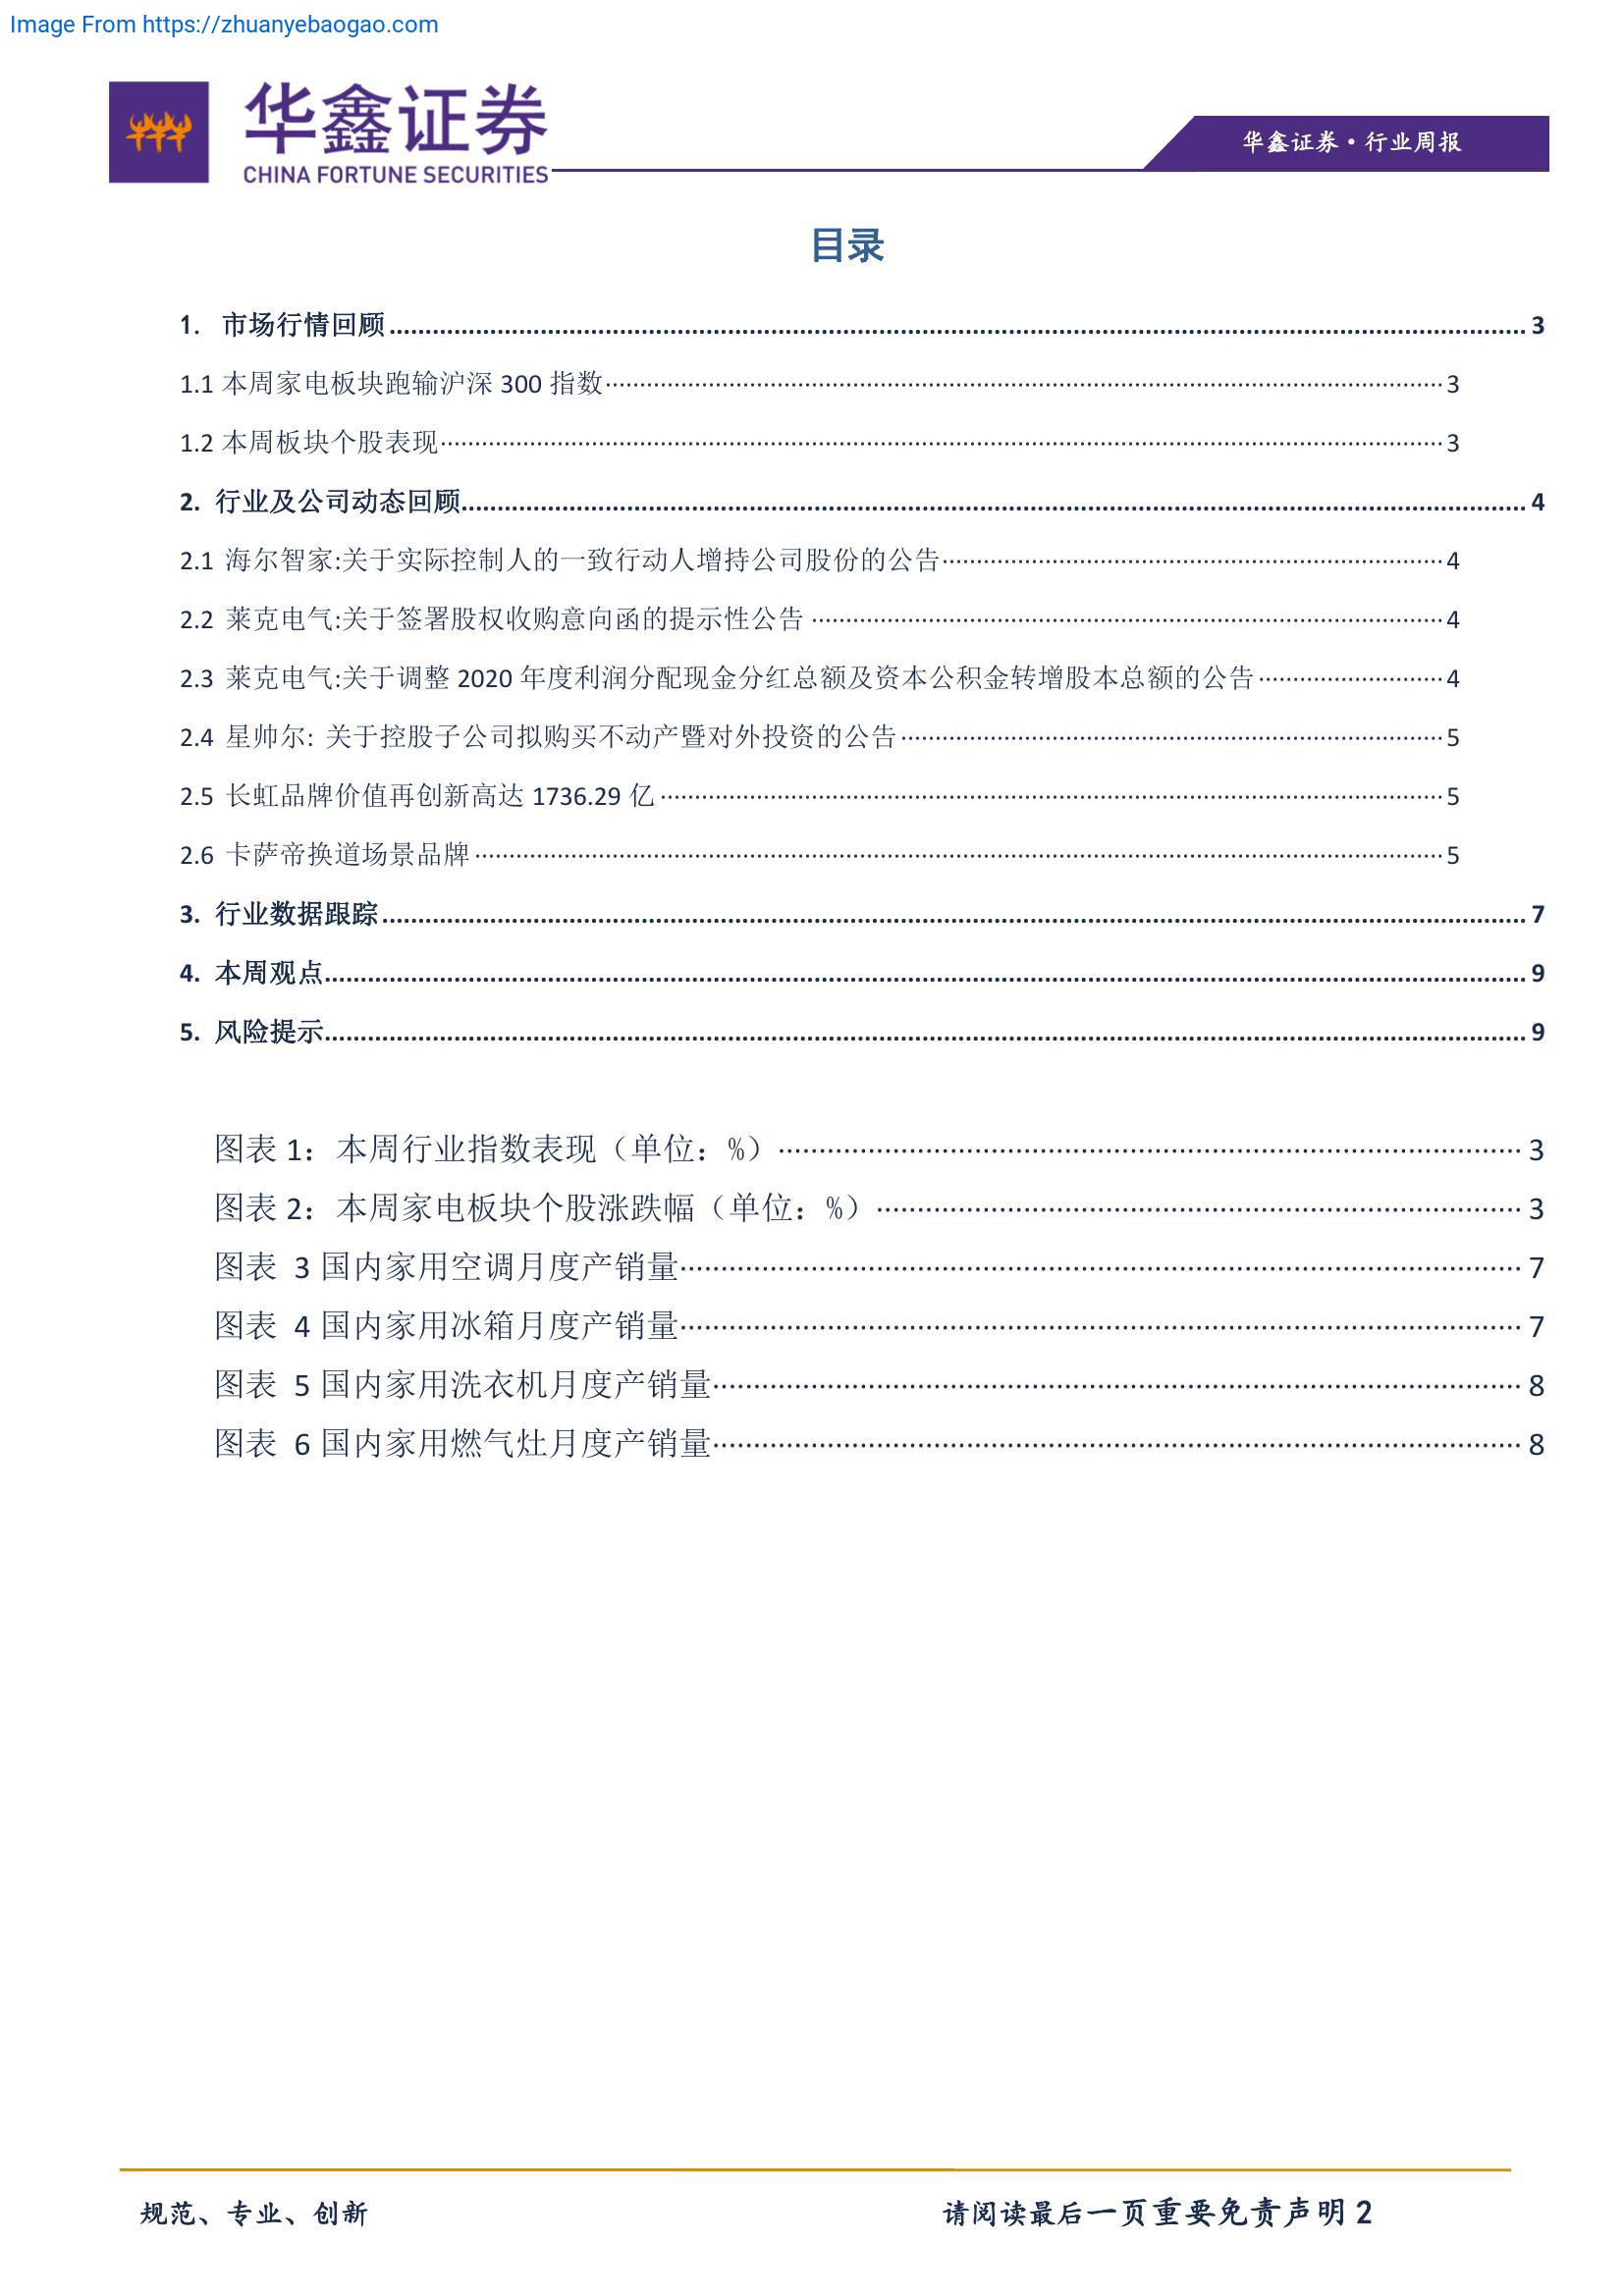 Image From https://zhuanyebaogao.com
华鑫证券
CHINA FORTUNE SECURITIES
华鑫证券·行业周报
目录
1. 市场行情回顾 3
1.1 本周家电板块跑输沪深 300 指数 3
1.2 本周板块个股表现 3
2. 行业及公司动态回顾 4
2.1 海尔智家:关于实际控制人的一致行动人增持公司股份的公告 4
2.2 莱克电气:关于签署股权收购意向函的提示性公告 4
2.3 莱克电气:关于调整 2020 年度利润分配现金分红总额及资本公积金转增股本总额的公告 4
2.4 星帅尔: 关于控股子公司拟购买不动产暨对外投资的公告 5
2.5 长虹品牌价值再创新高达 1736.29 亿 5
2.6 卡萨帝换道场景品牌 5
3. 行业数据跟踪 7
4. 本周观点 9
5. 风险提示 9
图表 1：本周行业指数表现（单位：%） 3
图表 2：本周家电板块个股涨跌幅（单位：%） 3
图表 3 国内家用空调月度产销量 7
图表 4 国内家用冰箱月度产销量 7
图表 5 国内家用洗衣机月度产销量 8
图表 6 国内家用燃气灶月度产销量 8
规范、专业、创新
请阅读最后一页重要免责声明 2